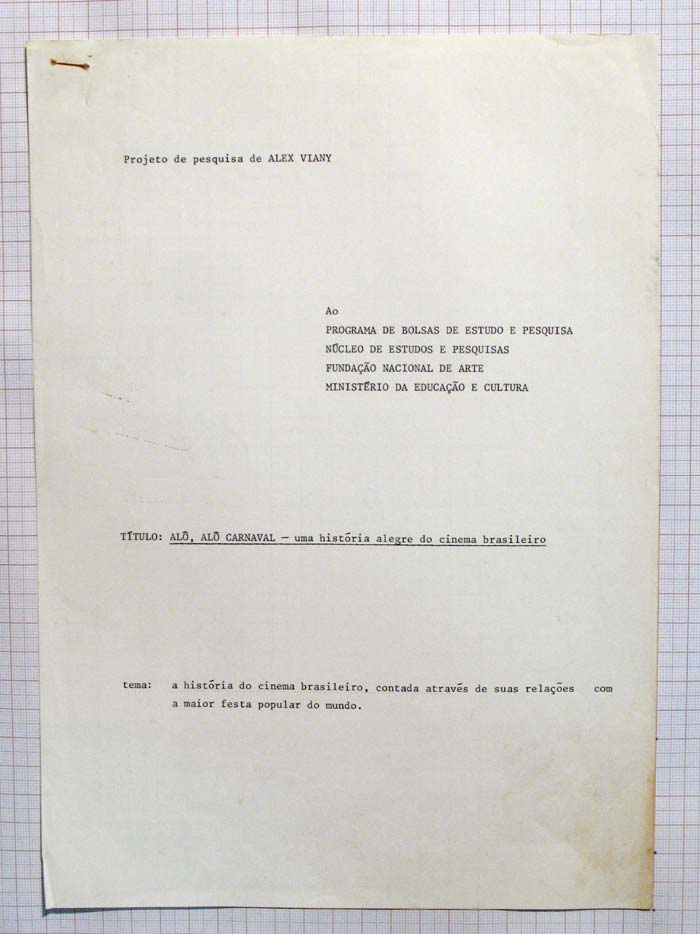 Projeto de pesquisa de ALEX VIANY
Ao
PROGRAMA DE BOLSAS DE ESTUDO E PESQUISA
NÚCLEO DE ESTUDOS E PESQUISAS
FUNDAÇÃO NACIONAL DE ARTE
MINISTÉRIO DA EDUCAÇÃO E CULTURA
TÍTULO: ALÔ, ALÔ CARNAVAL — uma história alegre do cinema brasileiro
tema: a história do cinema brasileiro, contada através de suas relações com
a maior festa popular do mundo.